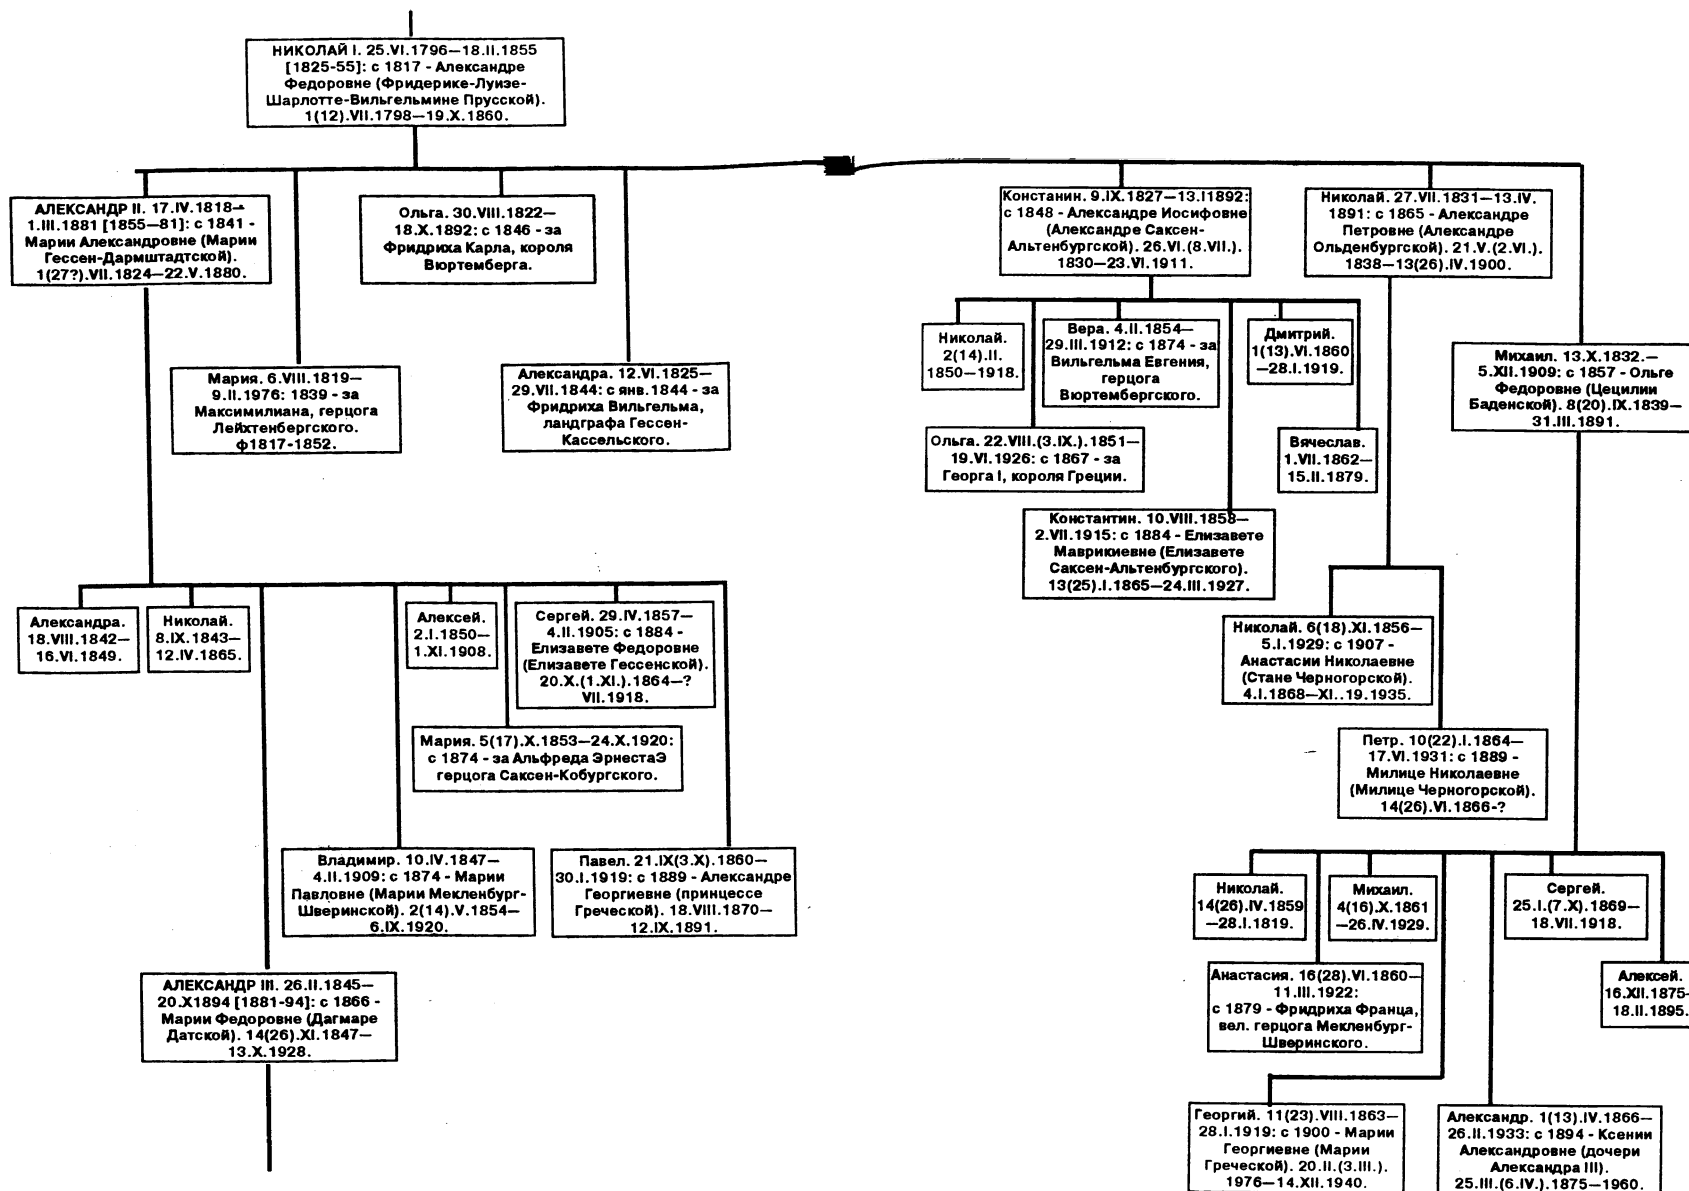 НИКОЛАЙ I. 25.VI.1796—18.II.1855
[1825-55]: с 1817 - Александре
Федоровне (Фридерике-Луизе-
Шарлотте-Вильгельмине Прусской).
1(12).VII.1798—19.X.1860.
АЛЕКСАНДР II. 17.IV.1818—
1.III.1881 [1855—81]: с 1841 -
Марии Александровне (Марии
Гессен-Дармштадтской).
1(27?).VII.1824—22.V.1880.
Ольга. 30.VIII.1822—
18.X.1892: с 1846 - за
Фридриха Карла, короля
Вюртемберга.
Мария. 6.VIII.1819—
9.II.1976: 1839 - за
Максимилиана, герцога
Лейхтенбергского.
ф1817-1852.
Александра. 12.VI.1825—
29.VII.1844: с янв.1844 - за
Фридриха Вильгельма,
ландграфа Гессен-
Кассельского.
Констанин. 9.IX.1827—13.I1892:
с 1848 - Александре Иосифовне
(Александре Саксен-
Альтенбургской). 26.VI.(8.VII.).
1830—23.VI.1911.
Николай. 27.VII.1831—13.IV.
1891: с 1865 - Александре
Петровне (Александре
Ольденбургской). 21.V.(2.VI.).
1838—13(26).IV.1900.
Николай.
2(14).II.
1850—1918.
Вера. 4.II.1854—
29.III.1912: с 1874 - за
Вильгельма Евгения,
герцога
Вюртембергского.
Дмитрий.
1(13).VI.1860
—28.I.1919.
Михаил. 13.X.1832.—
5.XII.1909: с 1857 - Ольге
Федоровне (Цецилии
Баденской). 8(20).IX.1839—
31.III.1891.
Ольга. 22.VIII.(3.IX.).1851—
19.VI.1926: с 1867 - за
Георга I, короля Греции.
Вячеслав.
1.VII.1862—
15.II.1879.
Константин. 10.VIII.1858—
2.VII.1915: с 1884 - Елизавете
Маврикиевне (Елизавете
Саксен-Альтенбургского).
13(25).I.1865—24.III.1927.
Александра.
18.VIII.1842—
16.VI.1849.
Николай.
8.IX.1843—
12.IV.1865.
Алексей.
2.I.1850—
1.XI.1908.
Сергей. 29.IV.1857—
4.II.1905: с 1884 -
Елизавете Федоровне
(Елизавете Гессенской).
20.X.(1.XI.).1864—?
VII.1918.
Николай. 6(18).XI.1856—
5.I.1929: с 1907 -
Анастасии Николаевне
(Стане Черногорской).
4.I.1868—XI..19.1935.
Мария. 5(17).X.1853—24.X.1920:
с 1874 - за Альфреда ЭрнестаЭ
герцога Саксен-Кобургского.
Петр. 10(22).I.1864—
17.VI.1931: с 1889 -
Милице Николаевне
(Милице Черногорской).
14(26).VI.1866-?
Владимир. 10.IV.1847—
4.II.1909: с 1874 - Марии
Павловне (Марии Мекленбург-
Шверинской). 2(14).V.1854—
6.IX.1920.
Павел. 21.IX(3.X).1860—
30.I.1919: с 1889 - Александре
Георгиевне (принцессе
Греческой). 18.VIII.1870—
12.IX.1891.
Николай.
14(26).IV.1859
—28.I.1819.
Михаил.
4(16).X.1861
—26.IV.1929.
Сергей.
25.I.(7.X).1869—
18.VII.1918.
Анастасия. 16(28).VI.1860—
11.III.1922:
с 1879 - Фридриха Франца,
вел. герцога Мекленбург-
Шверинского.
Алексей.
16.XII.1875—
18.II.1895.
АЛЕКСАНДР III. 26.II.1845—
20.X1894 [1881-94]: с 1866 -
Марии Федоровне (Дагмаре
Датской). 14(26).XI.1847—
13.X.1928.
Георгий. 11(23).VIII.1863—
28.I.1919: с 1900 - Марии
Георгиевне (Марии
Греческой). 20.II.(3.III.).
1976—14.XII.1940.
Александр. 1(13).IV.1866—
26.II.1933: с 1894 - Ксении
Александровне (дочери
Александра III).
25.III.(6.IV.).1875—1960.